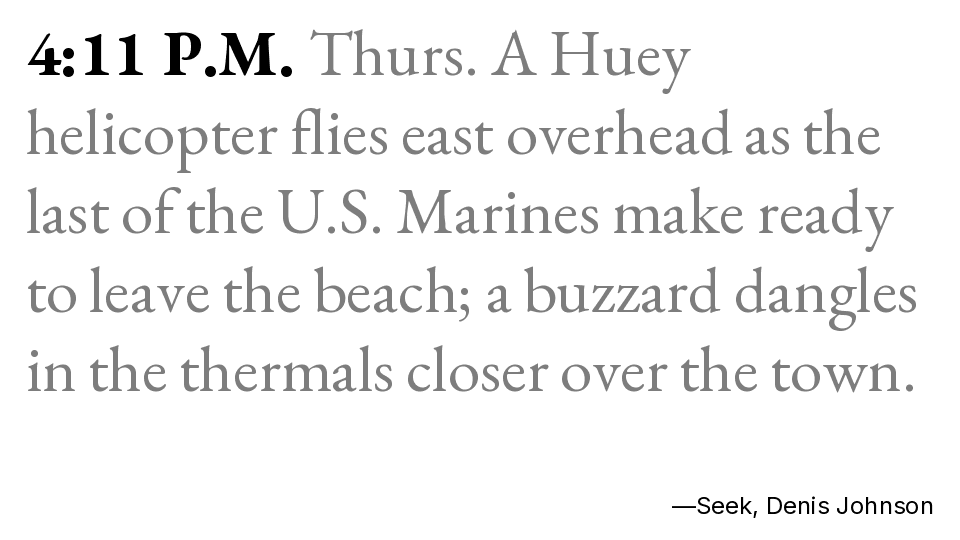 4:11 P.M. Thurs. A Huey
helicopter flies east overhead as the
last of the U.S. Marines make ready
to leave the beach; a buzzard dangles
in the thermals closer over the town.
—Seek, Denis Johnson